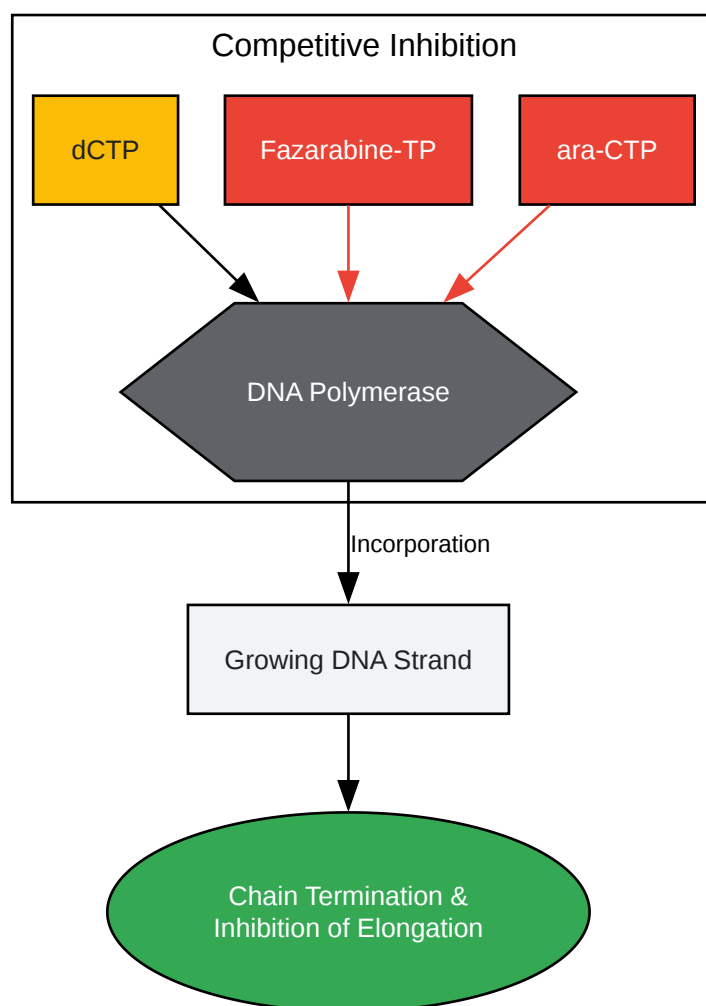 Competitive Inhibition
dCTP
Fazarabine-TP
ara-CTP
DNA Polymerase
Incorporation
Growing DNA Strand
Chain Termination &
Inhibition of Elongation